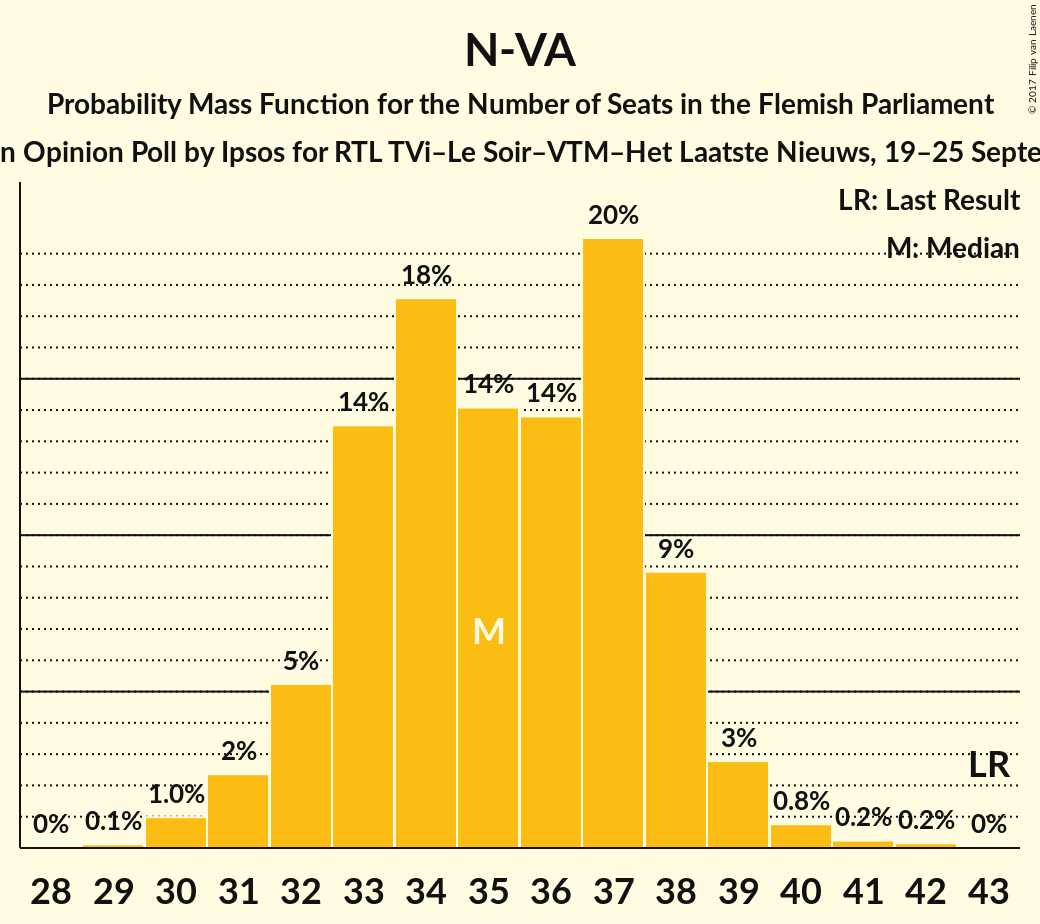 © 2017 Filip van Laenen
N-VA
Probability Mass Function for the Number of Seats in the Flemish Parliament
n Opinion Poll by Ipsos for RTL TVi–Le Soir–VTM–Het Laatste Nieuws, 19–25 Septe
LR: Last Result
M: Median
0% 0.1% 1.0% 2% 5% 14% 18% 14% 14% 20% 9% 3% 0.8% 0.2% 0.2% 0%
M
LR
28 29 30 31 32 33 34 35 36 37 38 39 40 41 42 43